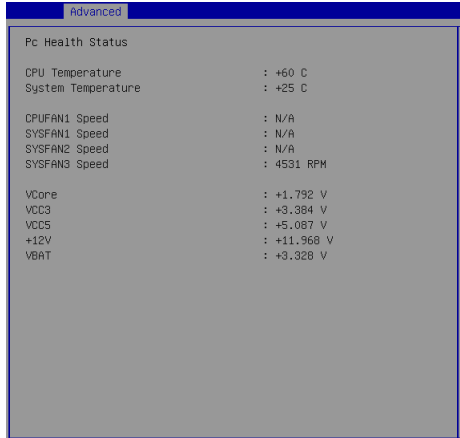 Advanced
Pc Health Status
CPU Temperature : +60 C
System Temperature : +25 C
CPUFAN1 Speed : N/A
SYSFAN1 Speed : N/A
SYSFAN2 Speed : N/A
SYSFAN3 Speed : 4531 RPM
VCore : +1.792 V
VCC3 : +3.384 V
VCC5 : +5.087 V
+12V : +11.968 V
VBAT : +3.328 V